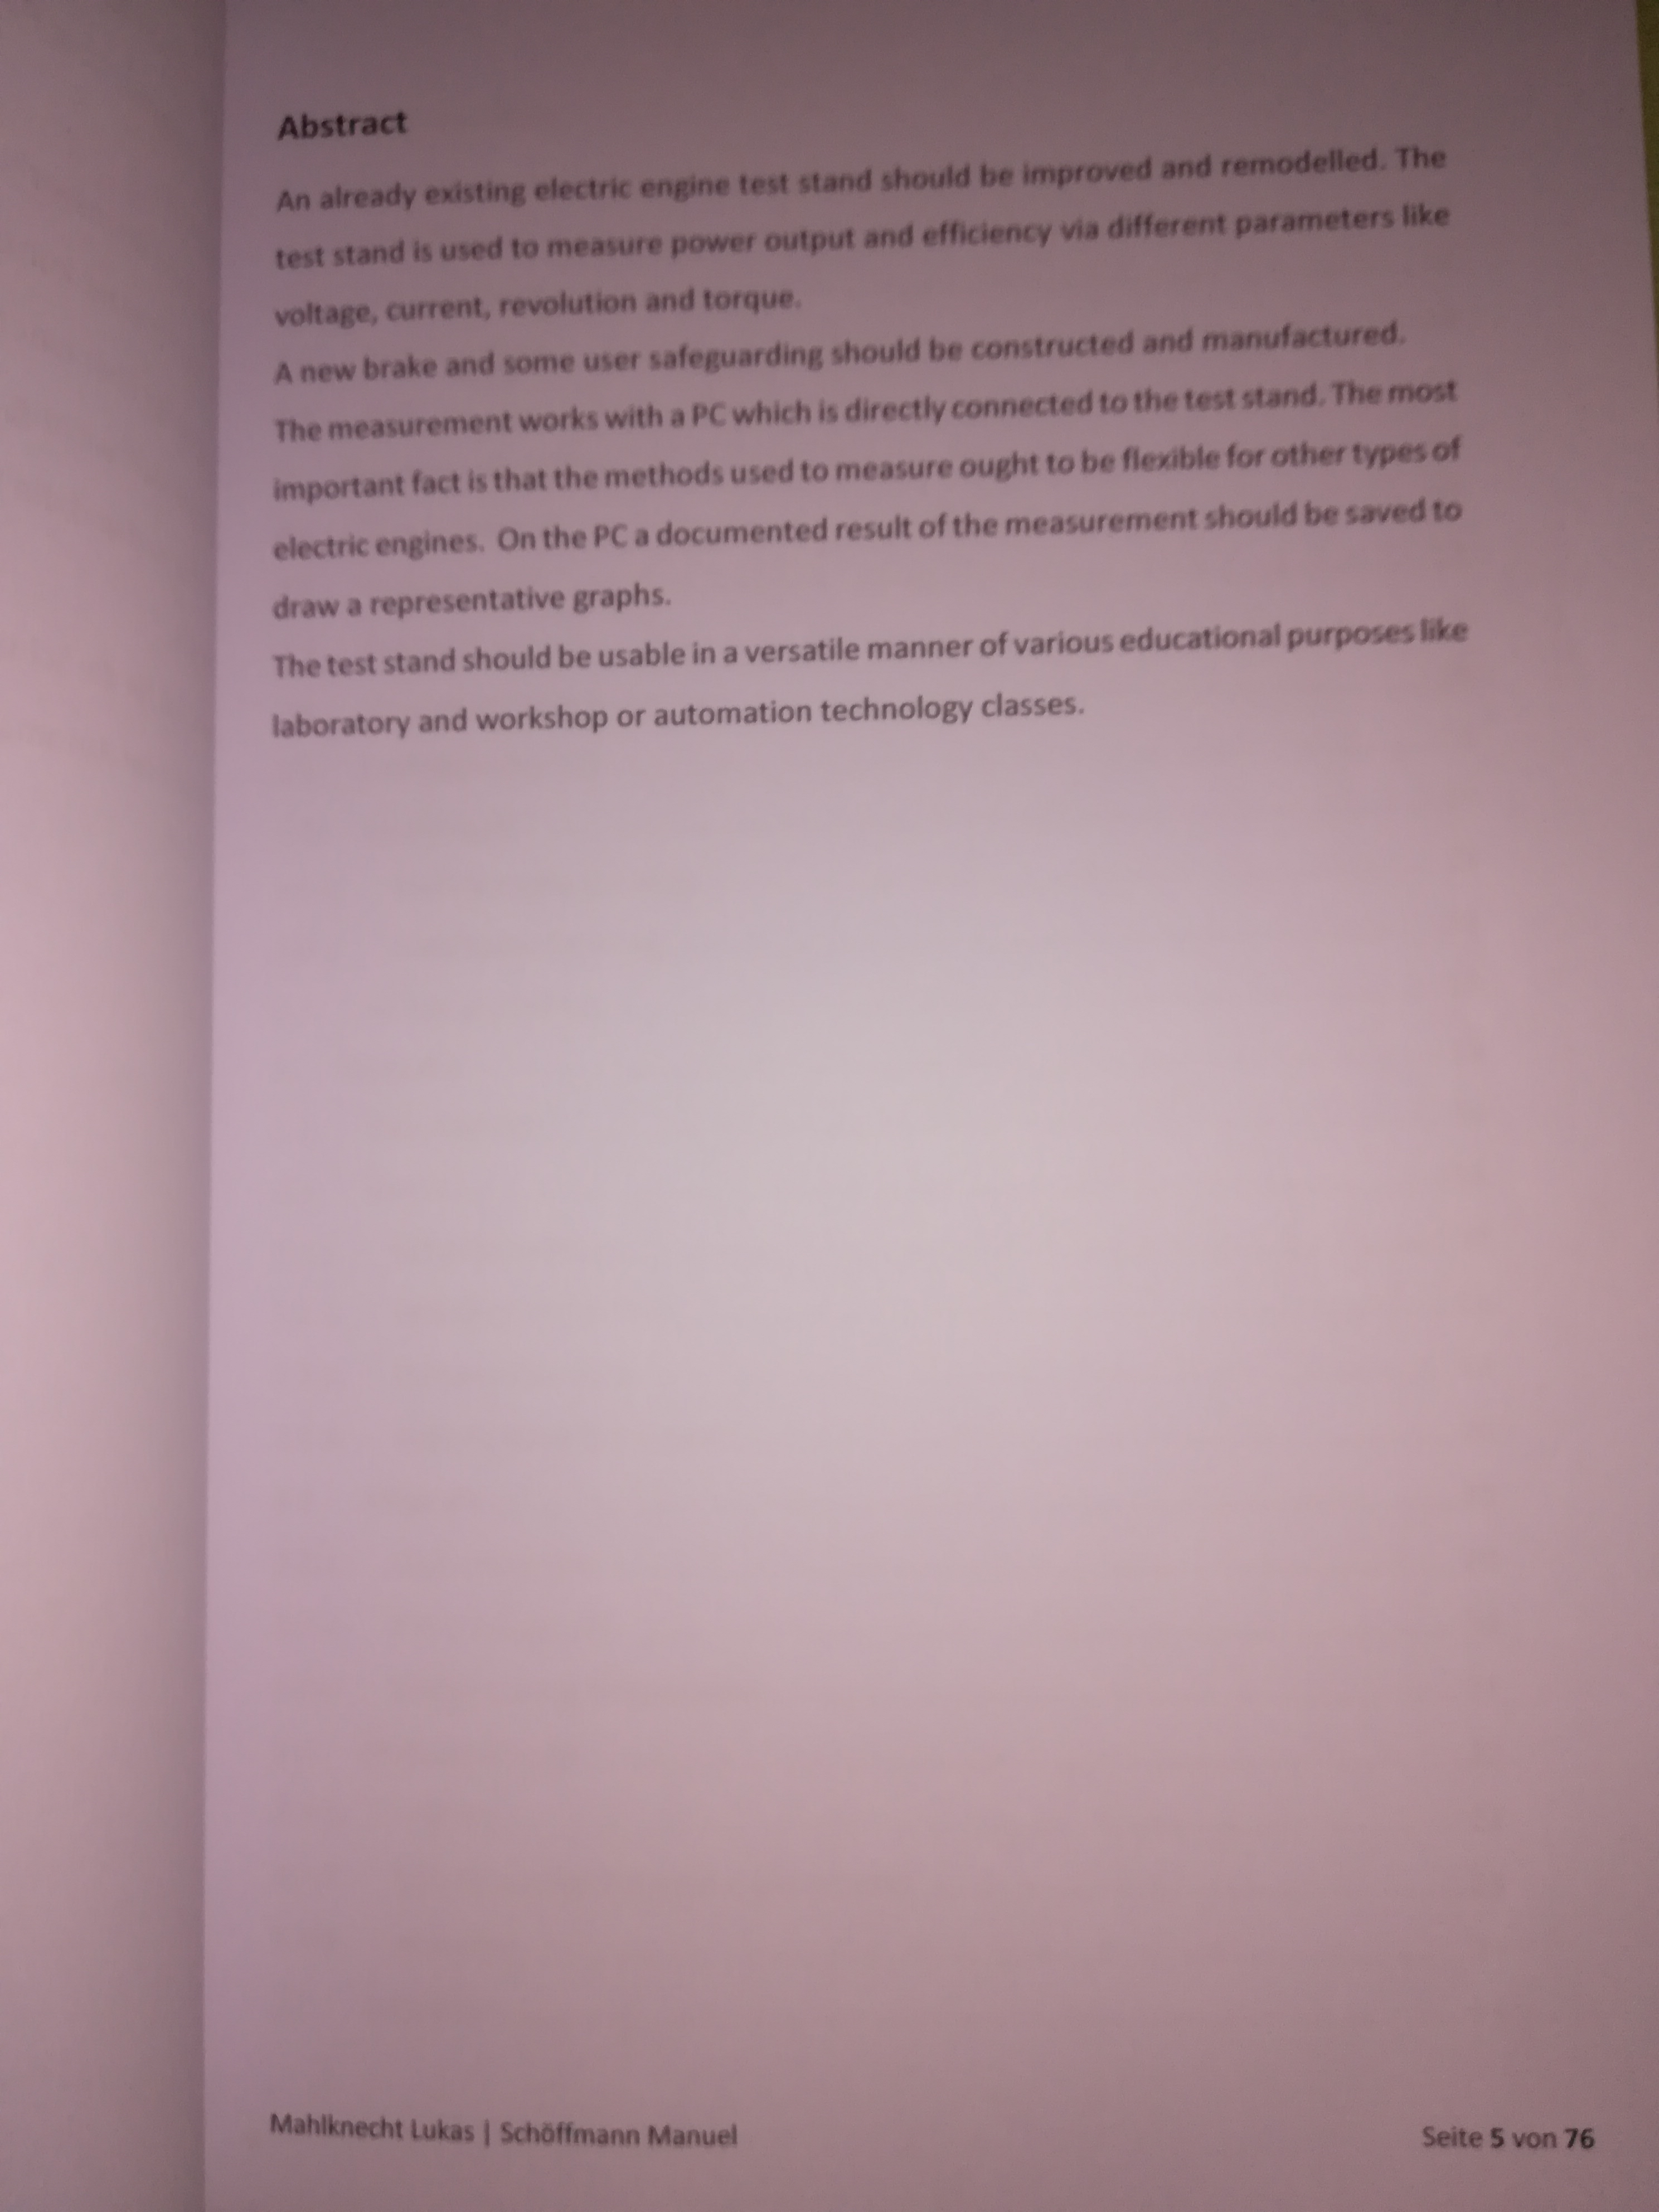 Abstract
An already existing electric engine test stand should be improved and remodelled. The
test stand is used to measure power output and efficiency via different parameters like
voltage, current, revolution and torque.
A new brake and some user safeguarding should be constructed and manufactured.
The measurement works with a PC which is directly connected to the test stand. The most
important fact is that the methods used to measure ought to be flexible for other types of
electric engines.  On the PC a documented result of the measurement should be saved to
draw a representative graphs.
The test stand should be usable in a versatile manner of various educational purposes like
laboratory and workshop or automation technology classes.
Mahlknecht Lukas | Schöffmann Manuel
Seite 5 von 76